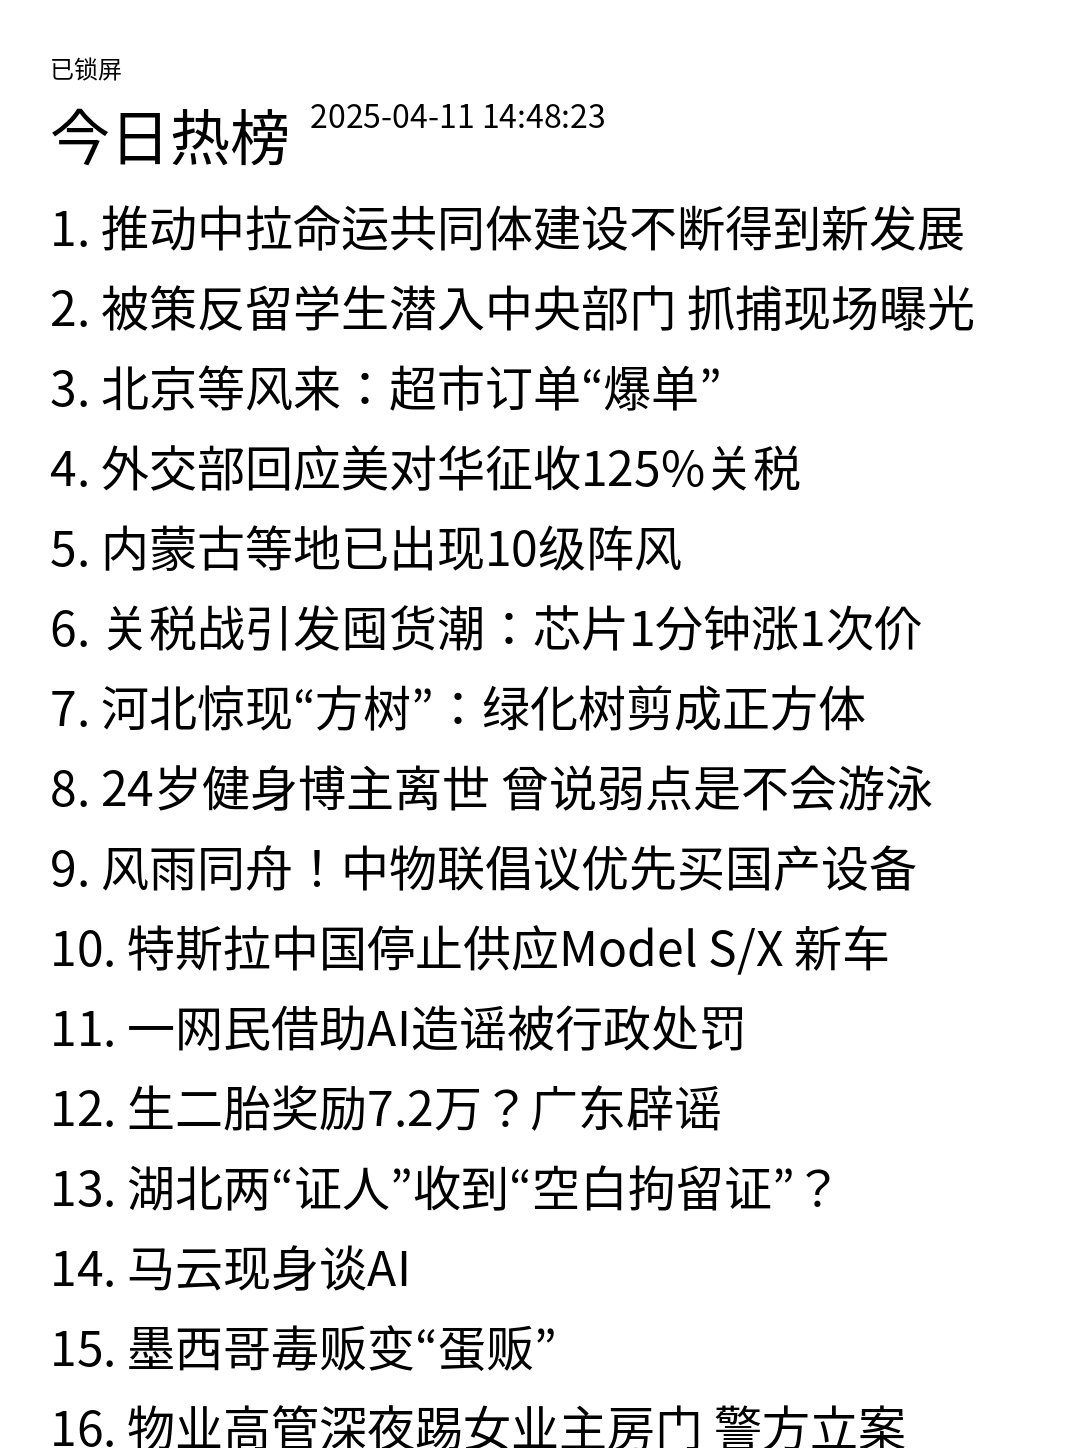 已锁屏
今日热榜 2025-04-11 14:48:23
1. 推动中拉命运共同体建设不断得到新发展
2. 被策反留学生潜入中央部门 抓捕现场曝光
3. 北京等风来：超市订单“爆单”
4. 外交部回应美对华征收125%关税
5. 内蒙古等地已出现10级阵风
6. 关税战引发囤货潮：芯片1分钟涨1次价
7. 河北惊现“方树”：绿化树剪成正方体
8. 24岁健身博主离世 曾说弱点是不会游泳
9. 风雨同舟！中物联倡议优先买国产设备
10. 特斯拉中国停止供应Model S/X 新车
11. 一网民借助AI造谣被行政处罚
12. 生二胎奖励7.2万？广东辟谣
13. 湖北两“证人”收到“空白拘留证”？
14. 马云现身谈AI
15. 墨西哥毒贩变“蛋贩”
16. 物业高管深夜踢女业主房门 警方立案